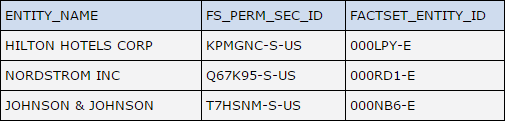 ENTITY_NAME FS_PERM_SEC_ID FACTSET_ENTITY_ID
HILTON HOTELS CORP KPMGNC-S-US 000LPY-E
NORDSTROM INC Q67K95-S-US 000RD1-E
JOHNSON & JOHNSON T7HSNM-S-US 000NB6-E